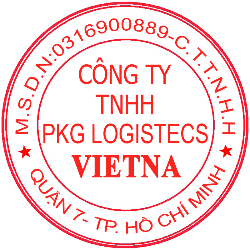 M.S.D.N:0316900889-C.T.T.N.H.H
CÔNG TY
TNHH
PKG LOGISTECS
VIETNA
★ QUẬN 7- TP. HỒ CHÍ MINH ★